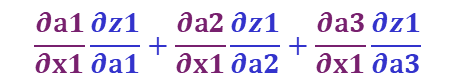 ∂a1/∂x1 ∂z1/∂a1 + ∂a2/∂x1 ∂z1/∂a2 + ∂a3/∂x1 ∂z1/∂a3